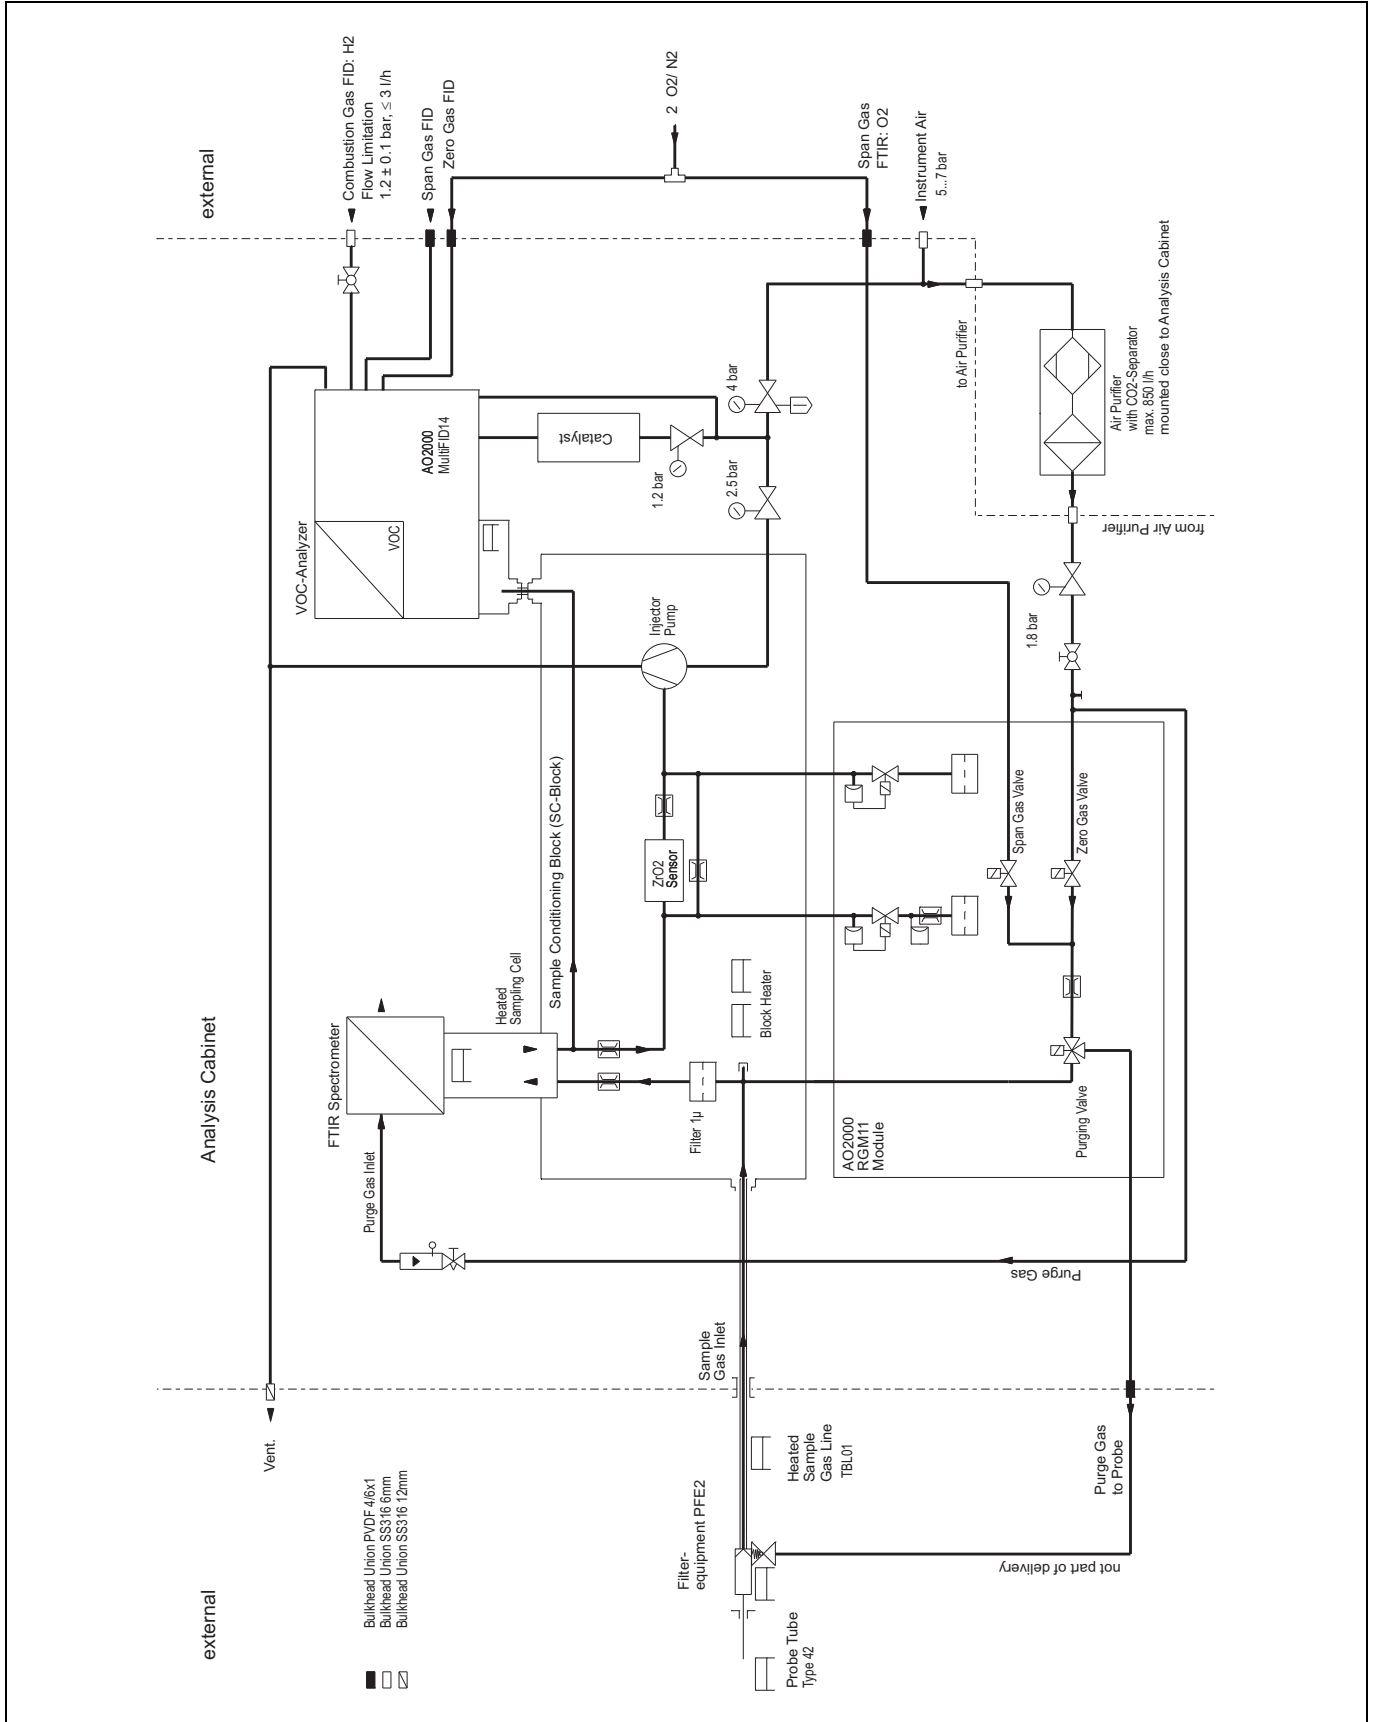 external
Analysis Cabinet
external
Combustion Gas FID: H2
Flow Limitation
1.2 ± 0.1 bar, ≤ 3 l/h
Span Gas FID
Zero Gas FID
2 O2/ N2
Span Gas
FTIR: O2
Instrument Air
5...7 bar
to Air Purifier
Air Purifier
with CO2-Separator
max. 850 l/h
mounted close to Analysis Cabinet
from Air Purifier
1.8 bar
VOC-Analyzer
VOC
AO2000
MultiFID14
Catalyst
1.2 bar
2.5 bar
4 bar
Injector
Pump
Sample Conditioning Block (SC-Block)
ZrO2
Sensor
Span Gas Valve
Zero Gas Valve
Heated
Sampling Cell
Block Heater
FTIR Spectrometer
Filter 1µ
Purging Valve
AO2000
RGM11
Module
Purge Gas Inlet
Purge Gas
Sample
Gas Inlet
Vent.
Heated
Sample
Gas Line
TBL01
Purge Gas
to Probe
Filter-
equipment PFE2
not part of delivery
Probe Tube
Type 42
Bulkhead Union PVDF 4/6x1
Bulkhead Union SS316 6mm
Bulkhead Union SS316 12mm